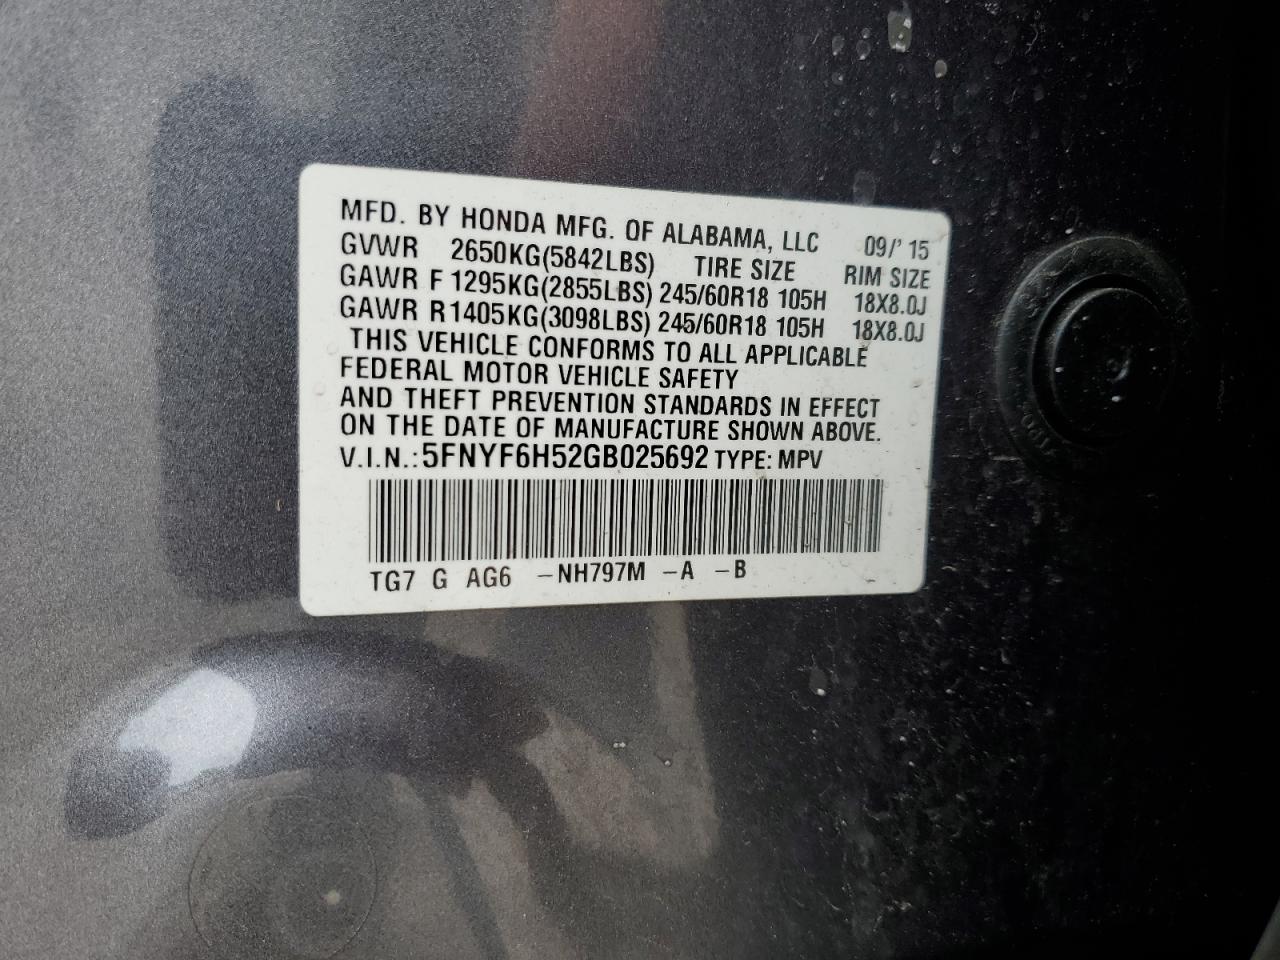 MFD. BY HONDA MFG. OF ALABAMA, LLC 09/' 15
GVWR 2650KG(5842LBS) TIRE SIZE RIM SIZE
GAWR F 1295KG(2855LBS) 245/60R18 105H 18X8.0J
GAWR R1405KG(3098LBS) 245/60R18 105H 18X8.0J
THIS VEHICLE CONFORMS TO ALL APPLICABLE
FEDERAL MOTOR VEHICLE SAFETY
AND THEFT PREVENTION STANDARDS IN EFFECT
ON THE DATE OF MANUFACTURE SHOWN ABOVE.
V.I.N.: 5FNYF6H52GB025692 TYPE: MPV
TG7 G AG6 -NH797M -A -B